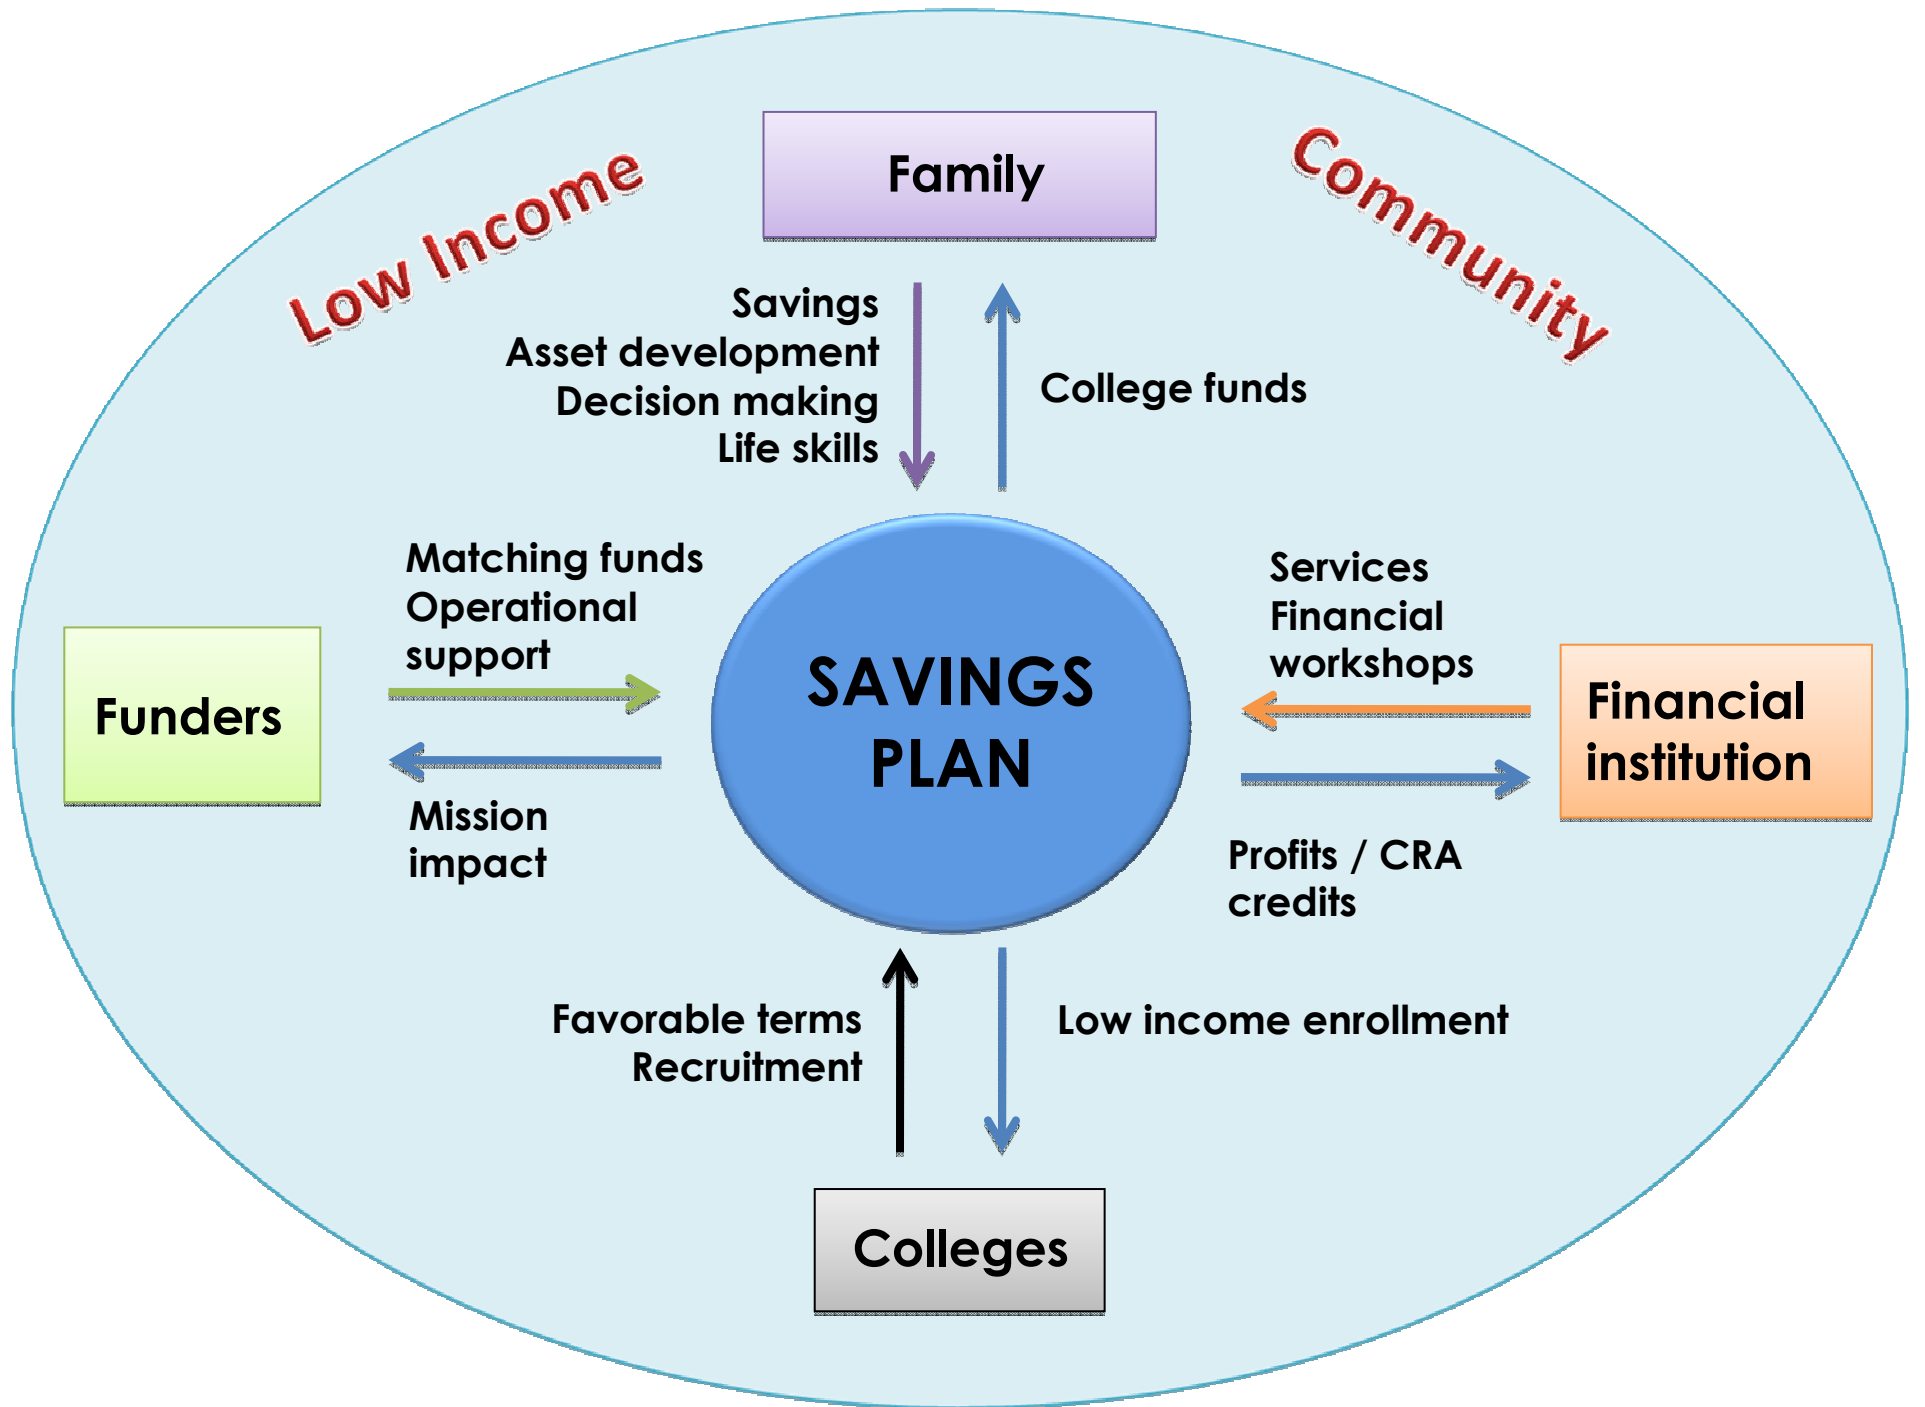 Low Income
Community
Family
Savings
Asset development
Decision making
Life skills
College funds
Matching funds
Operational
support
Funders
Mission
impact
SAVINGS
PLAN
Services
Financial
workshops
Financial
institution
Profits / CRA
credits
Favorable terms
Recruitment
Low income enrollment
Colleges